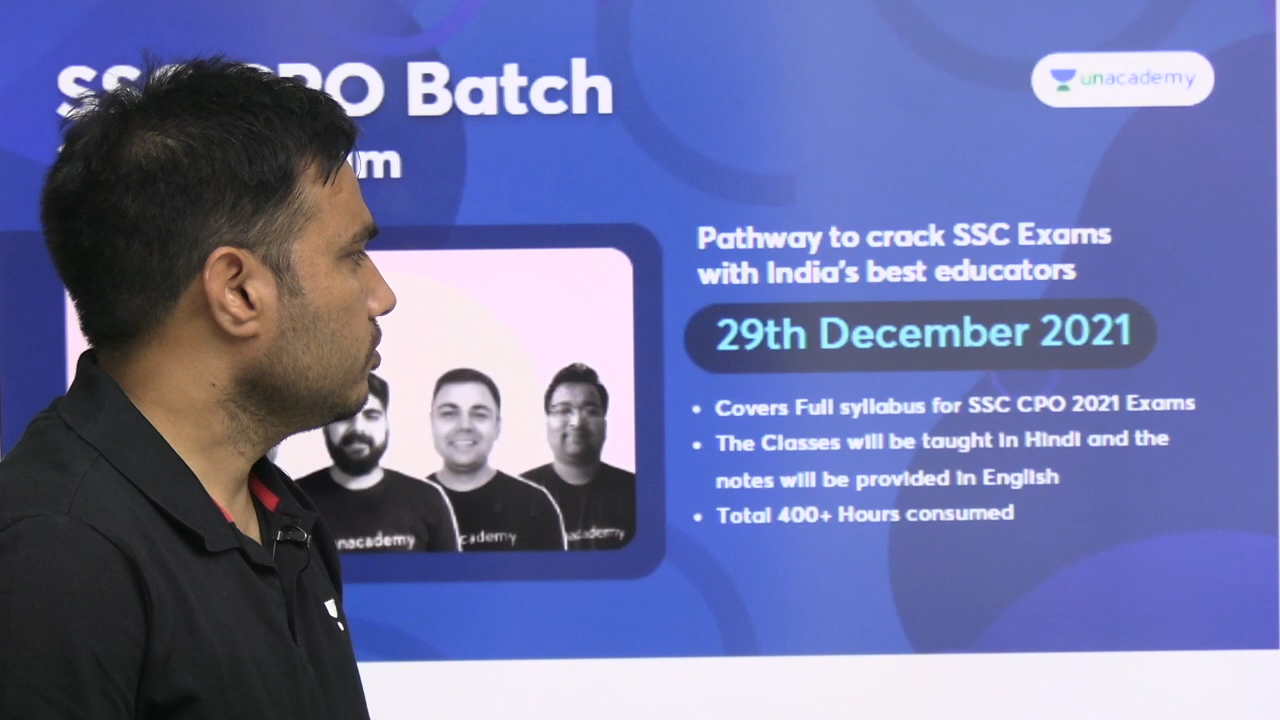 CPO Batch
unacademy
Pathway to crack SSC Exams
with India's best educators
29th December 2021
• Covers Full syllabus for SSC CPO 2021 Exams
• The Classes will be taught in Hindi and the
notes will be provided in English
• Total 400+ Hours consumed
unacademy cademy academy